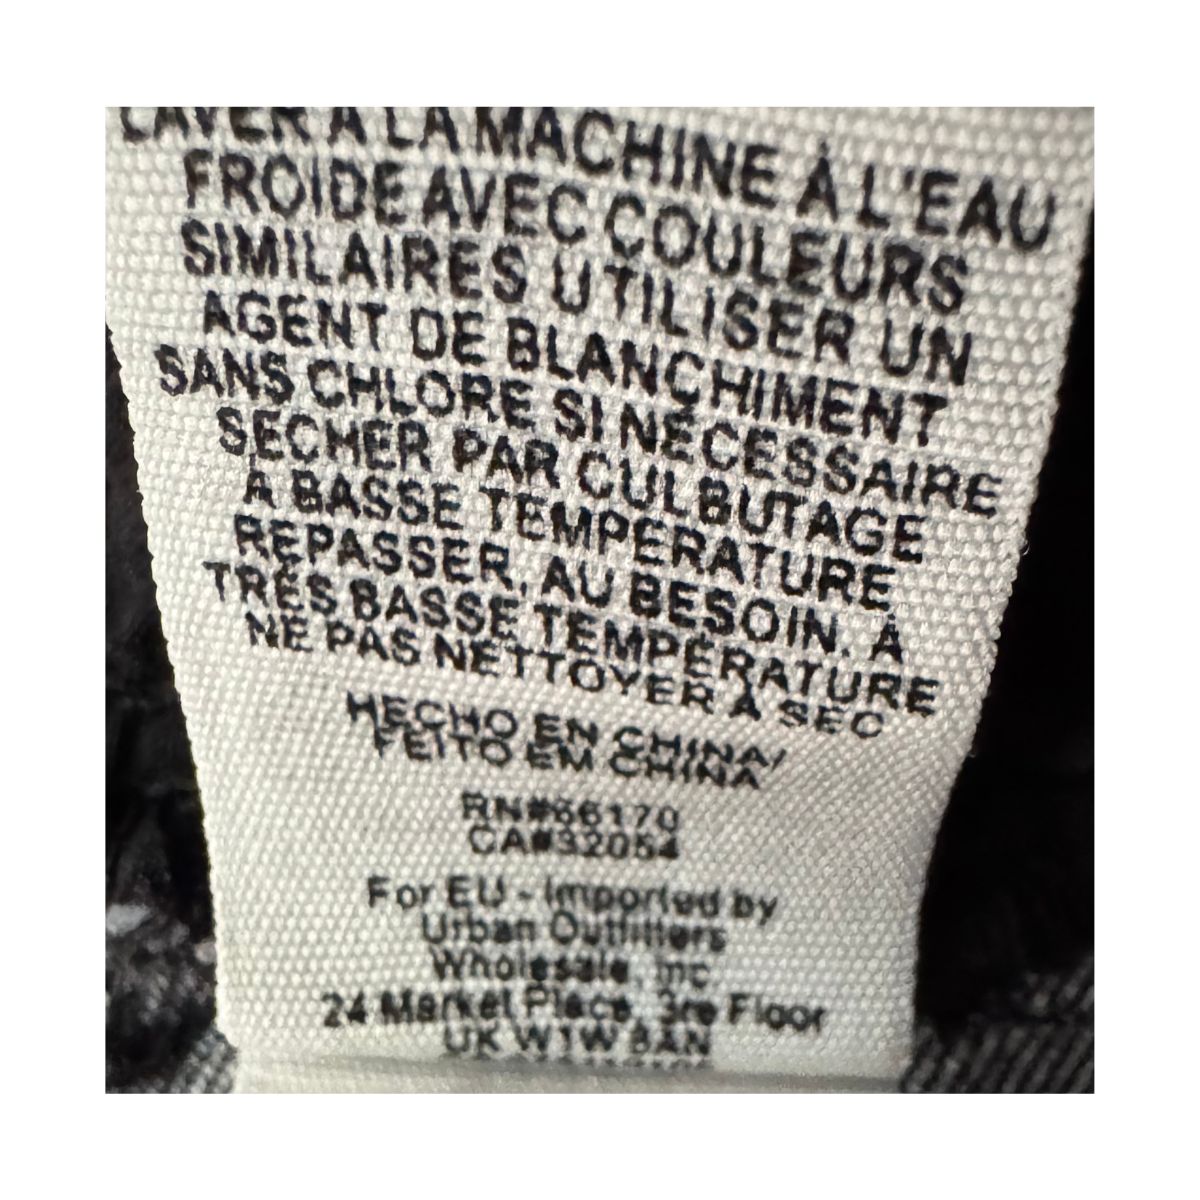 LAVER À LA MACHINE À L'EAU
FROIDE AVEC COULEURS
SIMILAIRES UTILISER UN
AGENT DE BLANCHIMENT
SANS CHLORE SI NÉCESSAIRE
SÉCHER PAR CULBUTAGE
À BASSE TEMPÉRATURE
REPASSER, AU BESOIN, À
TRÈS BASSE TEMPÉRATURE
NE PAS NETTOYER À SEC
HECHO EN CHINA/
FEITO EM CHINA
RN#66170
CA#32054
For EU - Imported by
Urban Outfitters
Wholesale, Inc
24 Market Place, 3re Floor
UK W1W 8AN